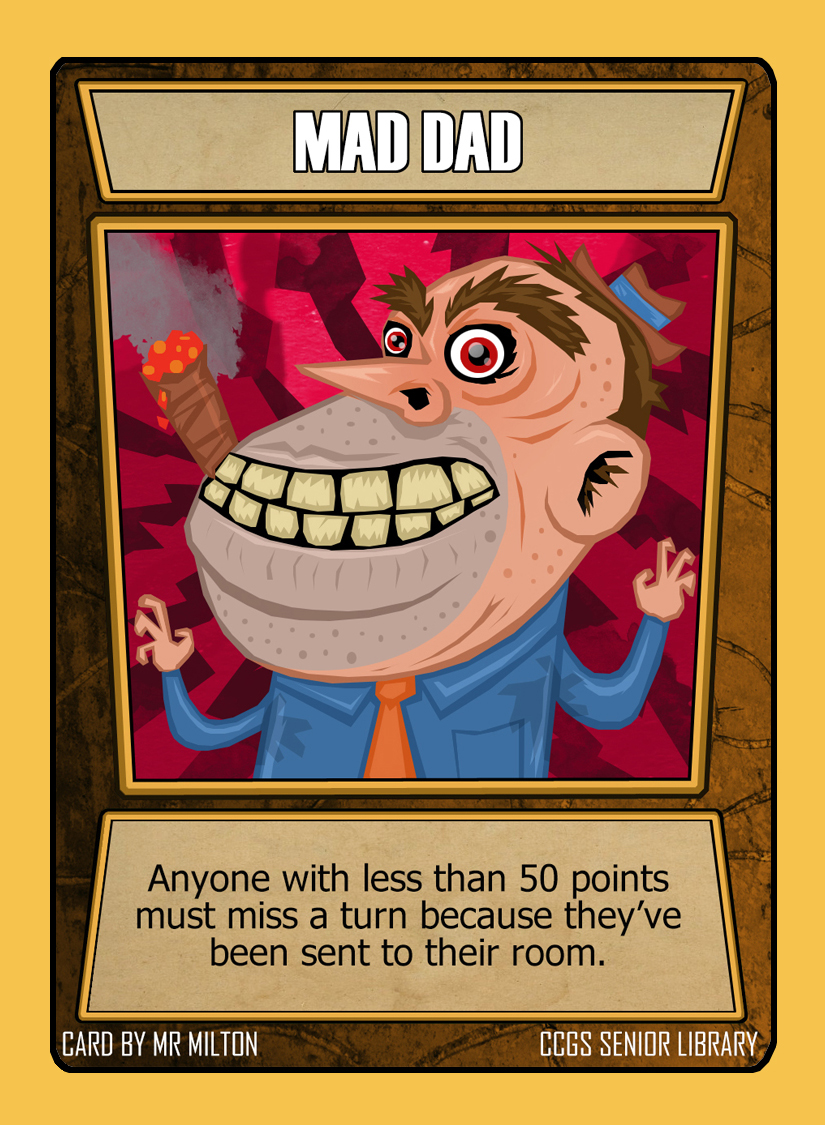 MAD DAD
Anyone with less than 50 points
must miss a turn because they've
been sent to their room.
CARD BY MR MILTON
CCGS SENIOR LIBRARY